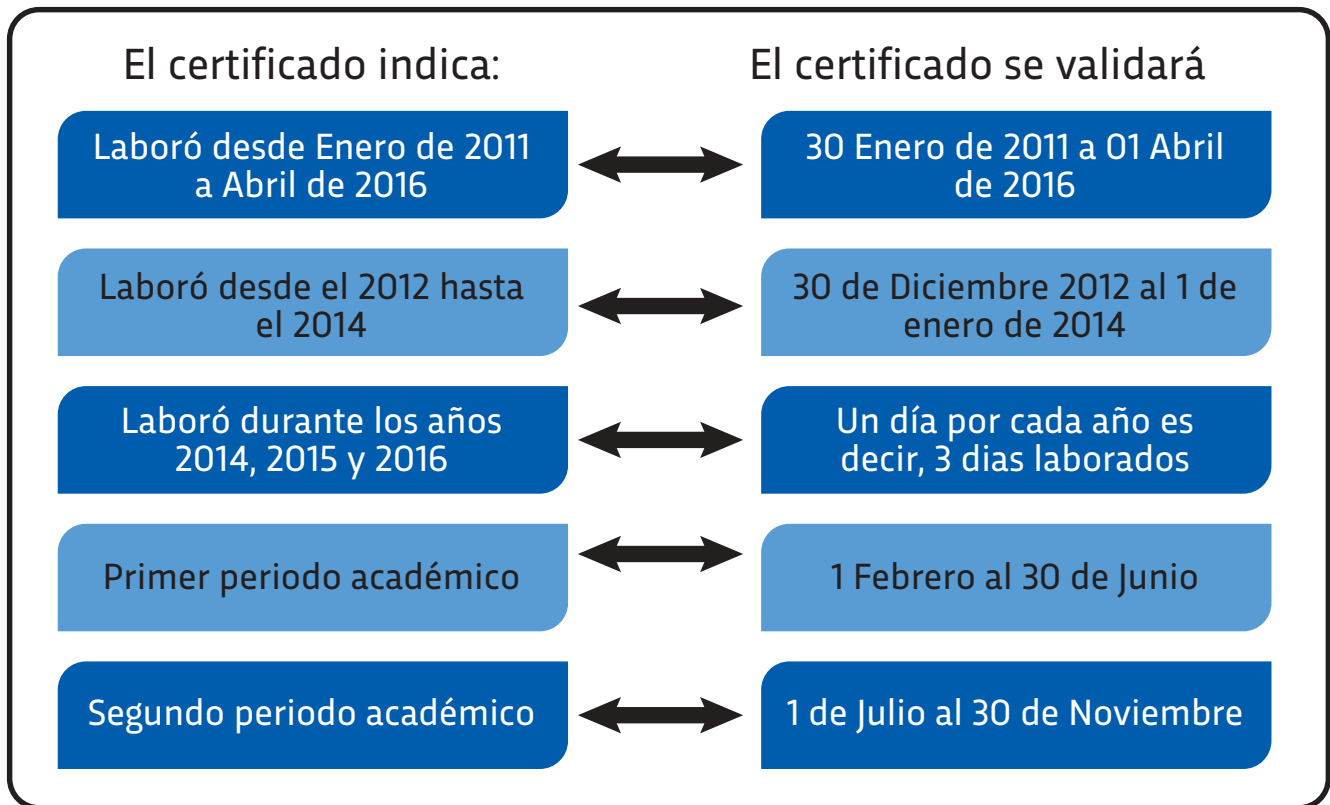 El certificado indica:
El certificado se validará
Laboró desde Enero de 2011
a Abril de 2016
30 Enero de 2011 a 01 Abril
de 2016
Laboró desde el 2012 hasta
el 2014
30 de Diciembre 2012 al 1 de
enero de 2014
Laboró durante los años
2014, 2015 y 2016
Un día por cada año es
decir, 3 dias laborados
Primer periodo académico
1 Febrero al 30 de Junio
Segundo periodo académico
1 de Julio al 30 de Noviembre